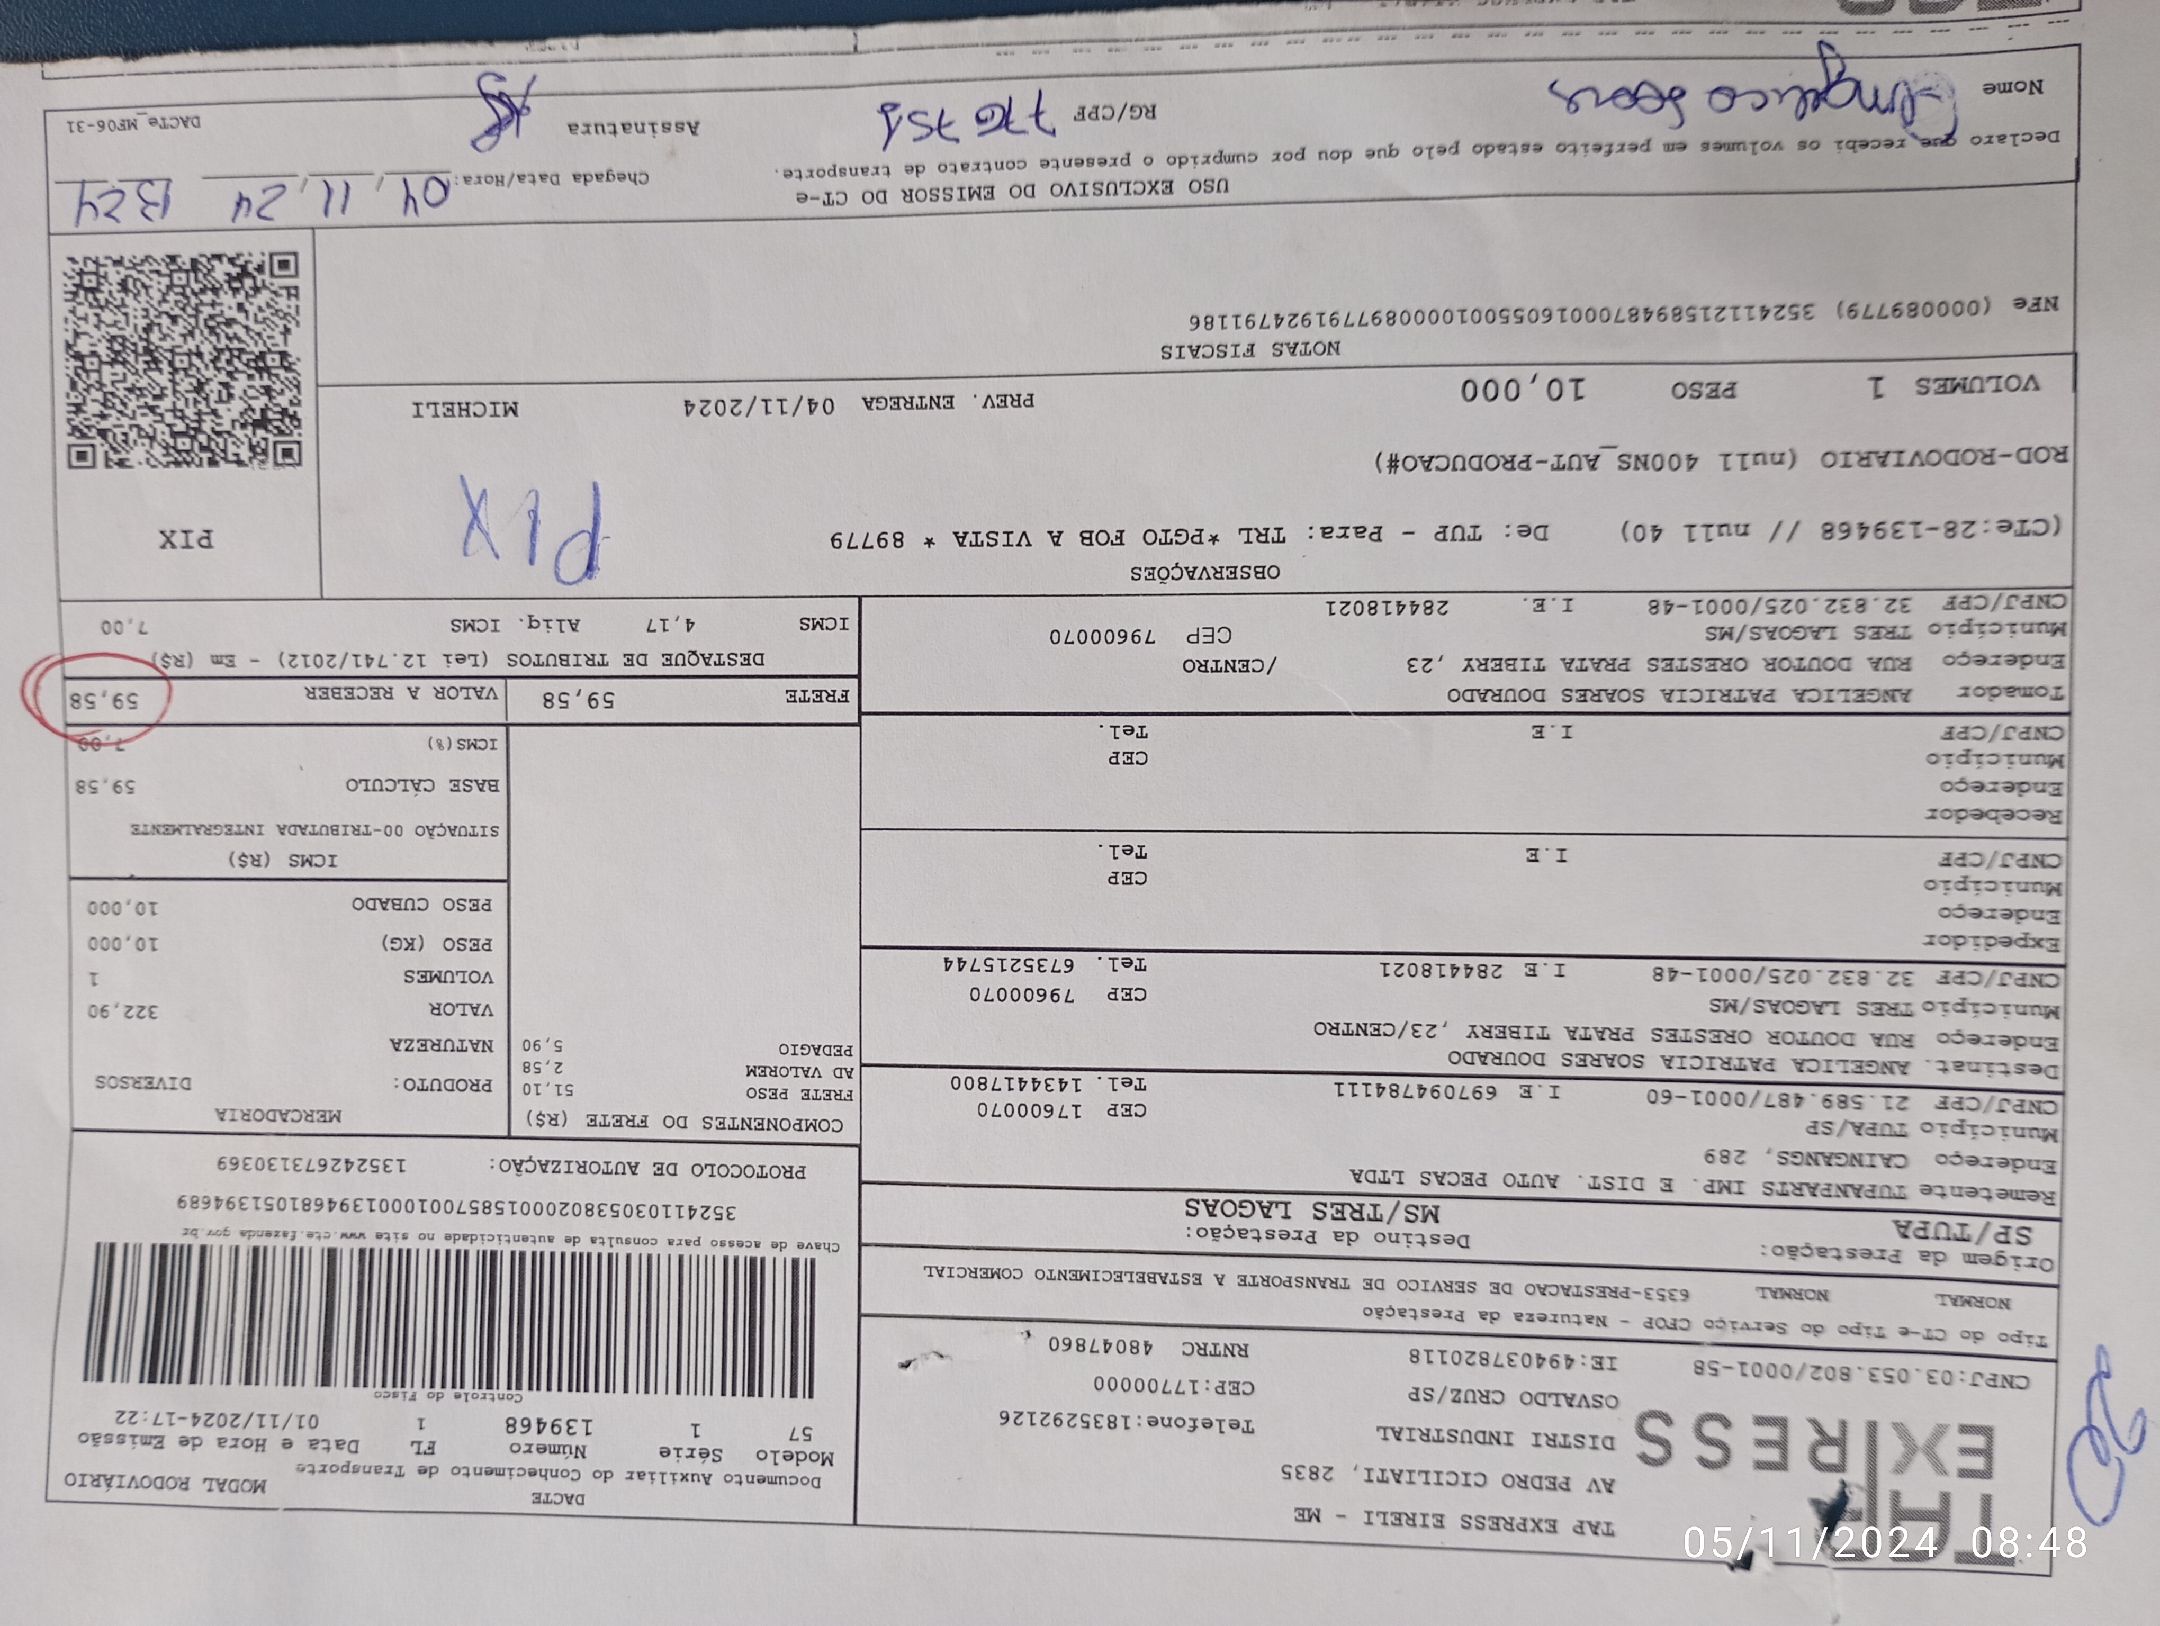 TAP
EXPRESS
TAP EXPRESS EIRELI - ME
AV PEDRO CICILIATI, 2835
DISTRI INDUSTRIAL Telefone:1835292126
OSVALDO CRUZ/SP CEP:17700000
CNPJ:03.053.802/0001-58 IE:494037820118 RNTRC 48047860
DACTE MODAL RODOVIÁRIO
Documento Auxiliar do Conhecimento de Transporte
Modelo Série Número FL Data e Hora de Emissão
57 1 139468 1 01/11/2024-17:22
Controle do Fisco
Chave de acesso para consulta de autenticidade no site www.cte.fazenda gov.br
35241103053802000158570010001394681051394689
PROTOCOLO DE AUTORIZAÇÃO: 135242673130369
Tipo do CT-e Tipo do Serviço CFOP - Natureza da Prestação
NORMAL NORMAL 6353-PRESTACAO DE SERVICO DE TRANSPORTE A ESTABELECIMENTO COMERCIAL
Origem da Prestação: Destino da Prestação:
SP/TUPA MS/TRES LAGOAS
Remetente TUPANPARTS IMP. E DIST. AUTO PECAS LTDA
Endereço CAINGANGS, 289
Município TUPA/SP CEP 17600070
CNPJ/CPF 21.589.487/0001-60 I.E 697094784111 Tel. 1434417800
Destinat. ANGELICA PATRICIA SOARES DOURADO
Endereço RUA DOUTOR ORESTES PRATA TIBERY ,23/CENTRO
Município TRES LAGOAS/MS CEP 79600070
CNPJ/CPF 32.832.025/0001-48 I.E 284418021 Tel. 6735215744
Expedidor
Endereço
Município CEP
CNPJ/CPF I.E Tel.
Recebedor
Endereço
Município CEP
CNPJ/CPF I.E Tel.
Tomador ANGELICA PATRICIA SOARES DOURADO
Endereço RUA DOUTOR ORESTES PRATA TIBERY ,23 /CENTRO
Município TRES LAGOAS/MS CEP 79600070
CNPJ/CPF 32.832.025/0001-48 I.E. 284418021
COMPONENTES DO FRETE (R$)
FRETE PESO 51,10
AD VALOREM 2,58
PEDAGIO 5,90
MERCADORIA
PRODUTO: DIVERSOS
NATUREZA
VALOR 322,90
VOLUMES 1
PESO (KG) 10,000
PESO CUBADO 10,000
ICMS (R$)
SITUAÇÃO 00-TRIBUTADA INTEGRALMENTE
BASE CÁLCULO 59,58
ICMS(%) 7,00
FRETE 59,58 VALOR A RECEBER 59,58
DESTAQUE DE TRIBUTOS (Lei 12.741/2012) - Em (R$)
ICMS 4,17 Aliq. ICMS 7,00
OBSERVAÇÕES
(CTe:28-139468 // null 40) De: TUP - Para: TRL *PGTO FOB A VISTA * 89779
ROD-RODOVIARIO (null 400NS_AUT-PRODUCAO#)
PIX
PIX
VOLUMES 1 PESO 10,000 PREV. ENTREGA 04/11/2024 MICHELI
NOTAS FISCAIS
NFe (000089779) 35241121589487000160550010000897791924791186
USO EXCLUSIVO DO EMISSOR DO CT-e
Chegada Data/Hora: 04, 11, 24 13 24
Declaro que recebi os volumes em perfeito estado pelo que dou por cumprido o presente contrato de transporte.
Nome Angelica Soares RG/CPF 776 751 Assinatura
DACTe_MF06-31
05/11/2024 08:48